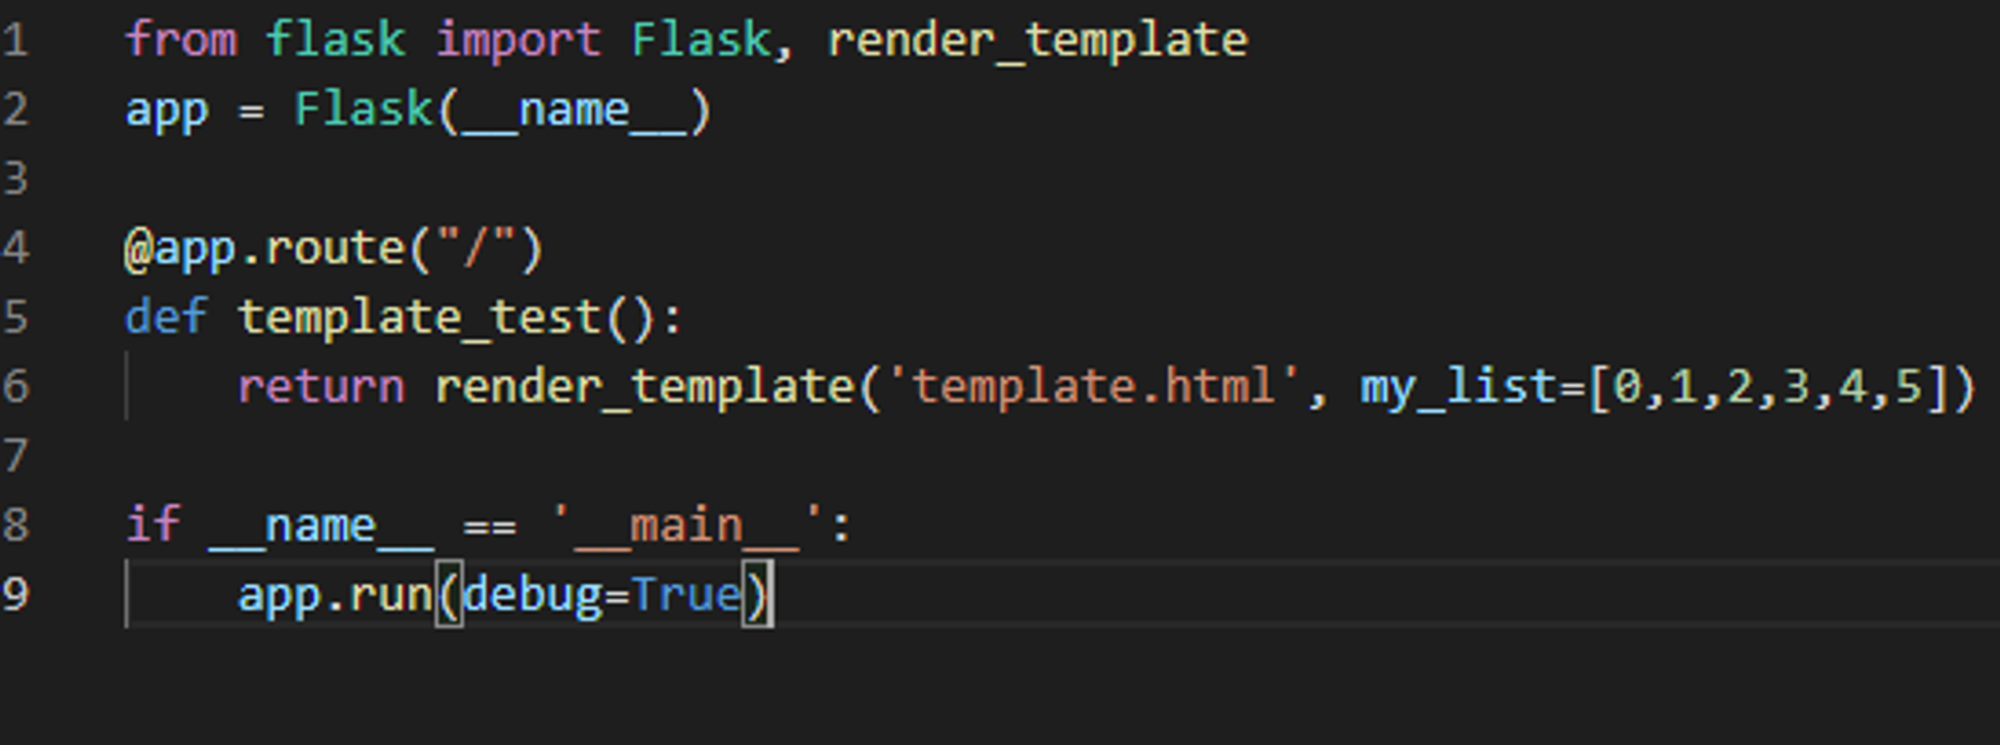 1 from flask import Flask, render_template
2 app = Flask(__name__)
3
4 @app.route("/")
5 def template_test():
6     return render_template('template.html', my_list=[0,1,2,3,4,5])
7
8 if __name__ == '__main__':
9     app.run(debug=True)